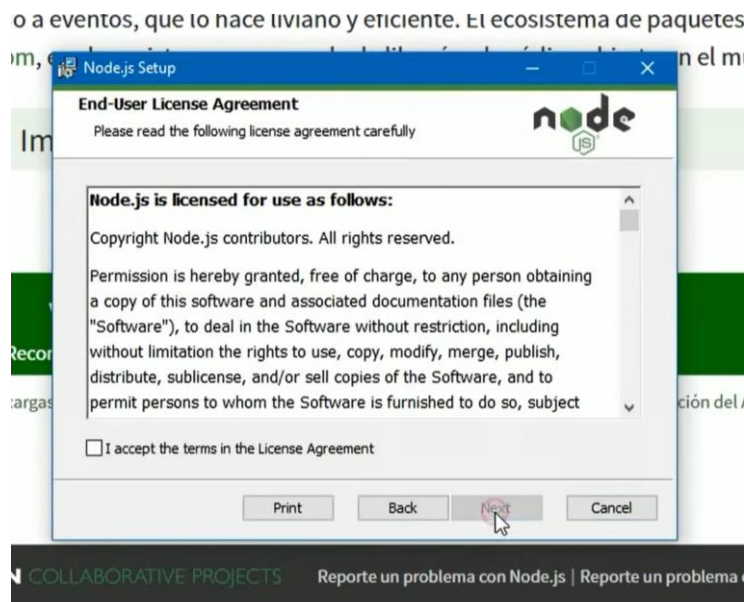 o a eventos, que lo hace liviano y eficiente. El ecosistema de paquetes
om,
n el mu
Node.js Setup
End-User License Agreement
Please read the following license agreement carefully
node
JS
Im
Node.js is licensed for use as follows:
Copyright Node.js contributors. All rights reserved.
Permission is hereby granted, free of charge, to any person obtaining
a copy of this software and associated documentation files (the
"Software"), to deal in the Software without restriction, including
without limitation the rights to use, copy, modify, merge, publish,
distribute, sublicense, and/or sell copies of the Software, and to
permit persons to whom the Software is furnished to do so, subject
Recor
cargas
ción del A
I accept the terms in the License Agreement
Print Back Next Cancel
N COLLABORATIVE PROJECTS Reporte un problema con Node.js | Reporte un problema